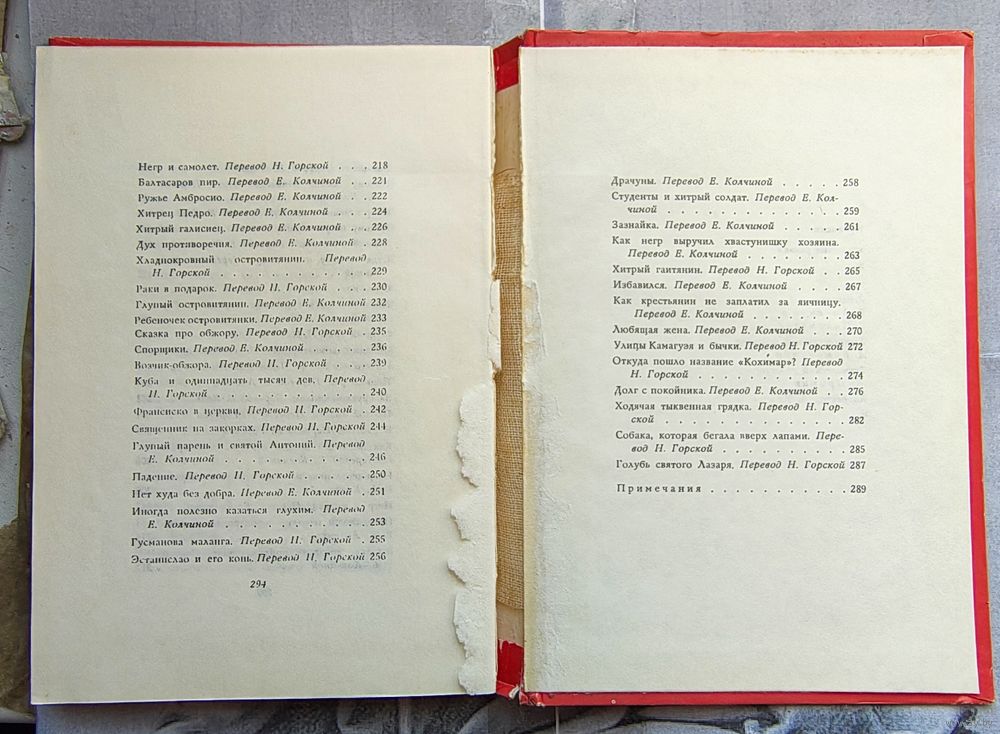 Негр и самолет. Перевод Н. Горской . . . 218
Балтасаров пир. Перевод Е. Колчиной . . 221
Ружье Амбросио. Перевод Е. Колчиной . . 222
Хитрец Педро. Перевод Е. Колчиной . . . 224
Хитрый галисиец. Перевод Е. Колчиной . . 226
Дух противоречия. Перевод Е. Колчиной . 228
Хладнокровный островитянин. Перевод
Н. Горской . . . . . . . . . . . . 229
Раки в подарок. Перевод Н. Горской . . . 230
Глупый островитянин. Перевод Е. Колчиной 232
Ребеночек островитянки. Перевод Е. Колчиной 233
Сказка про обжору. Перевод Н. Горской . 235
Спорщики. Перевод Е. Колчиной . . . . . 236
Возчик-обжора. Перевод Н. Горской . . . 239
Куба и одиннадцать тысяч дев. Перевод
Н. Горской . . . . . . . . . . . . 240
Франсиско в церкви. Перевод Н. Горской . 242
Священник на закорках. Перевод Н. Горской 244
Глупый парень и святой Антоний. Перевод
Е. Колчиной . . . . . . . . . . . 246
Падение. Перевод Н. Горской . . . . . . 250
Нет худа без добра. Перевод Е. Колчиной . 251
Иногда полезно казаться глухим. Перевод
Е. Колчиной . . . . . . . . . . . 253
Гусманова маланга. Перевод Н. Горской . 255
Эстанислао и его конь. Перевод Н. Горской 256
294
Драчуны. Перевод Е. Колчиной . . . . . 258
Студенты и хитрый солдат. Перевод Е. Кол-
чиной . . . . . . . . . . . . . . 259
Зазнайка. Перевод Е. Колчиной . . . . . 261
Как негр выручил хвастунишку хозяина.
Перевод Е. Колчиной . . . . . . . . 263
Хитрый гаитянин. Перевод Н. Горской . . 265
Избавился. Перевод Е. Колчиной . . . . 267
Как крестьянин не заплатил за яичницу.
Перевод Е. Колчиной . . . . . . . 268
Любящая жена. Перевод Е. Колчиной . . . 270
Улицы Камагуэя и бычки. Перевод Н. Горской 272
Откуда пошло название «Кохимар»? Перевод
Н. Горской . . . . . . . . . . . . 274
Долг с покойника. Перевод Е. Колчиной . . 276
Ходячая тыквенная грядка. Перевод Н. Гор-
ской . . . . . . . . . . . . . . 282
Собака, которая бегала вверх лапами. Пере-
вод Н. Горской . . . . . . . . . . 285
Голубь святого Лазаря. Перевод Н. Горской 287
Примечания . . . . . . . . . . . 289